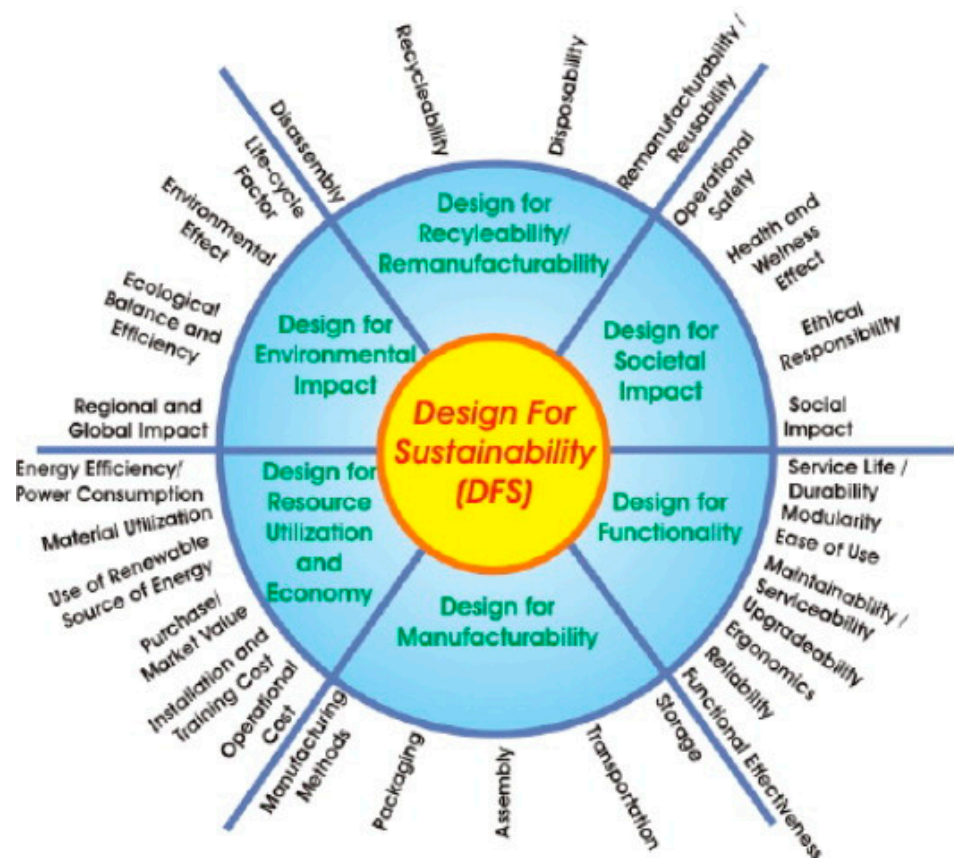 Disassembly
Recycleability
Disposability
Remanufacturability /
Reusability
Operational
Safety
Health and
Welness
Effect
Ethical
Responsibility
Social
Impact
Service Life /
Durability
Modularity
Ease of Use
Maintainability /
Serviceability
Upgradeability
Ergonomics
Reliability
Functional Effectiveness
Storage
Transportation
Assembly
Packaging
Manufacturing
Methods
Operational
Cost
Installation and
Training Cost
Purchase/
Market Value
Use of Renewable
Source of Energy
Material Utilization
Energy Efficiency/
Power Consumption
Regional and
Global Impact
Ecological
Balance and
Efficiency
Environmental
Effect
Life-cycle
Factor
Design for
Recyleability/
Remanufacturability
Design for
Societal
Impact
Design for
Functionality
Design for
Manufacturability
Design for
Resource
Utilization
and
Economy
Design for
Environmental
Impact
Design For
Sustainability
(DFS)